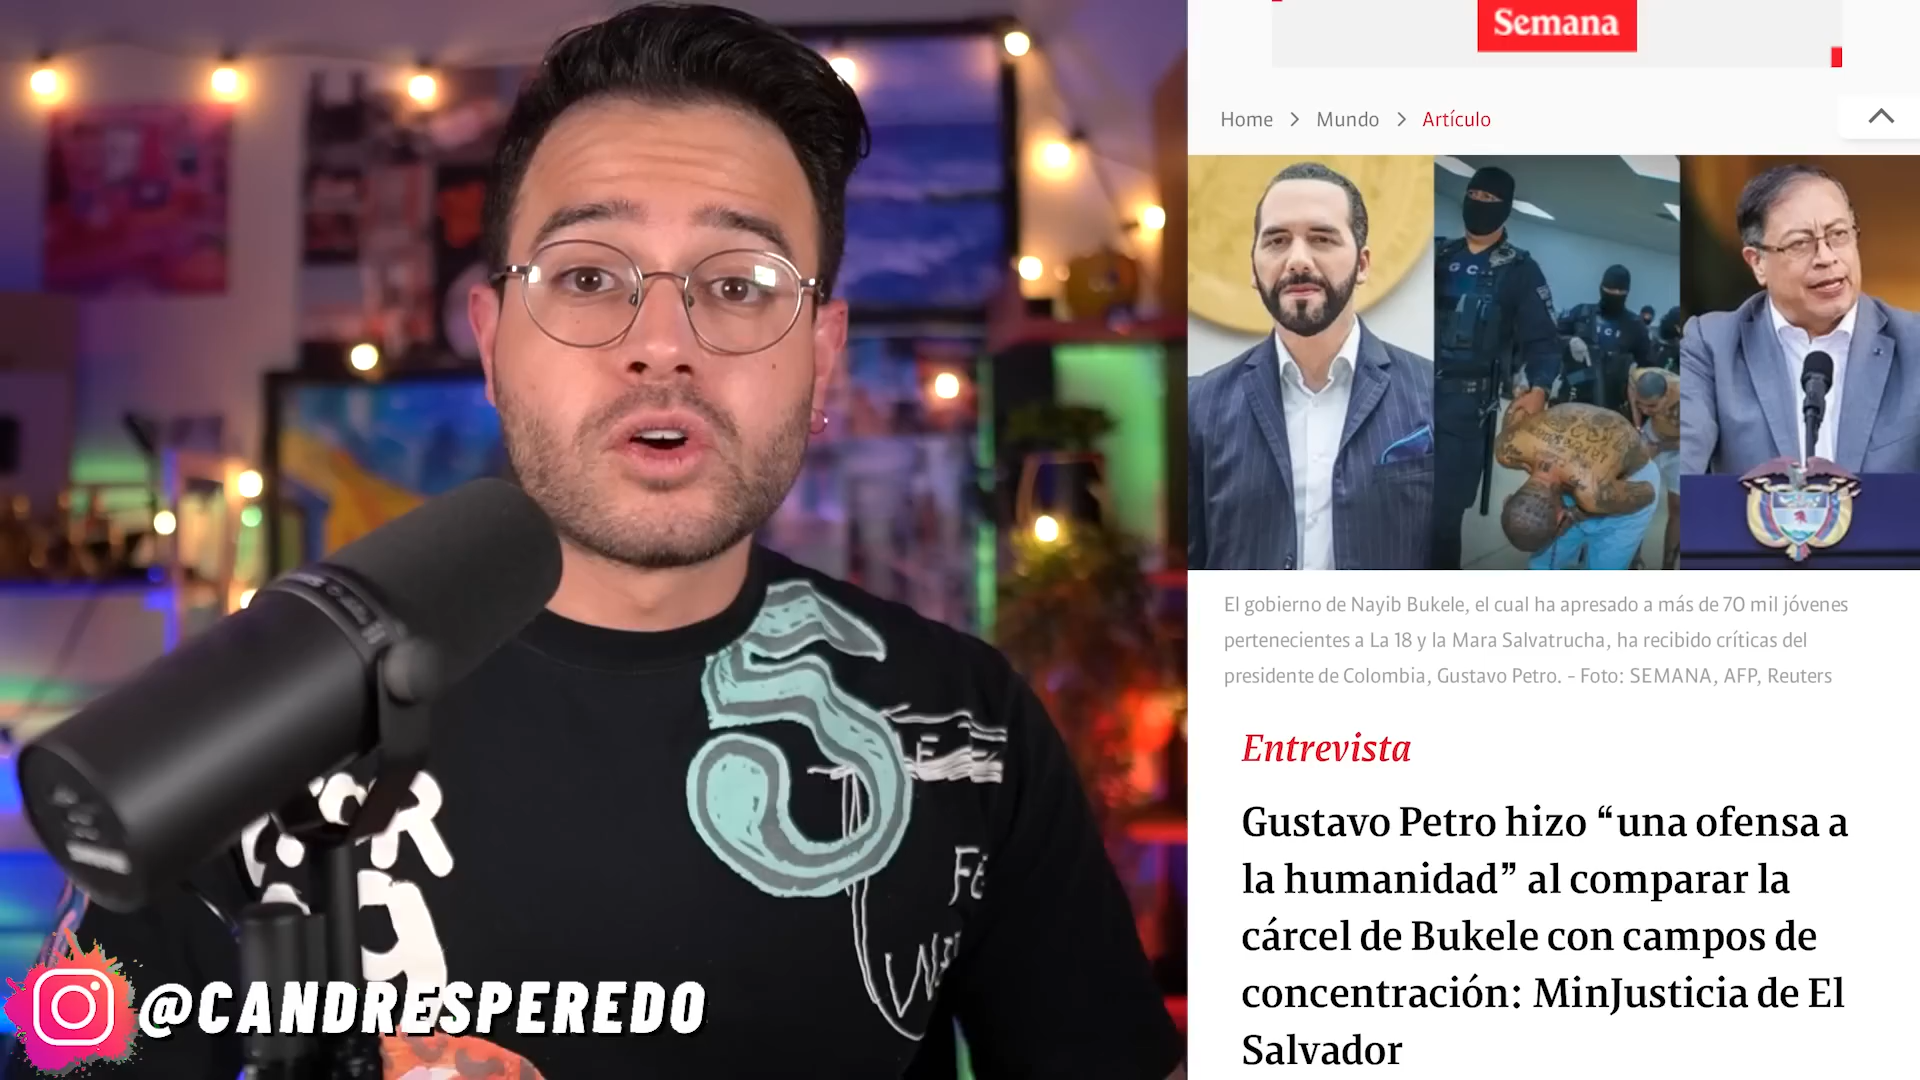 Semana
Home > Mundo > Artículo
El gobierno de Nayib Bukele, el cual ha apresado a más de 70 mil jóvenes
pertenecientes a La 18 y la Mara Salvatrucha, ha recibido críticas del
presidente de Colombia, Gustavo Petro. - Foto: SEMANA, AFP, Reuters
Entrevista
Gustavo Petro hizo “una ofensa a
la humanidad” al comparar la
cárcel de Bukele con campos de
concentración: MinJusticia de El
Salvador
@CANDRESPEREDO